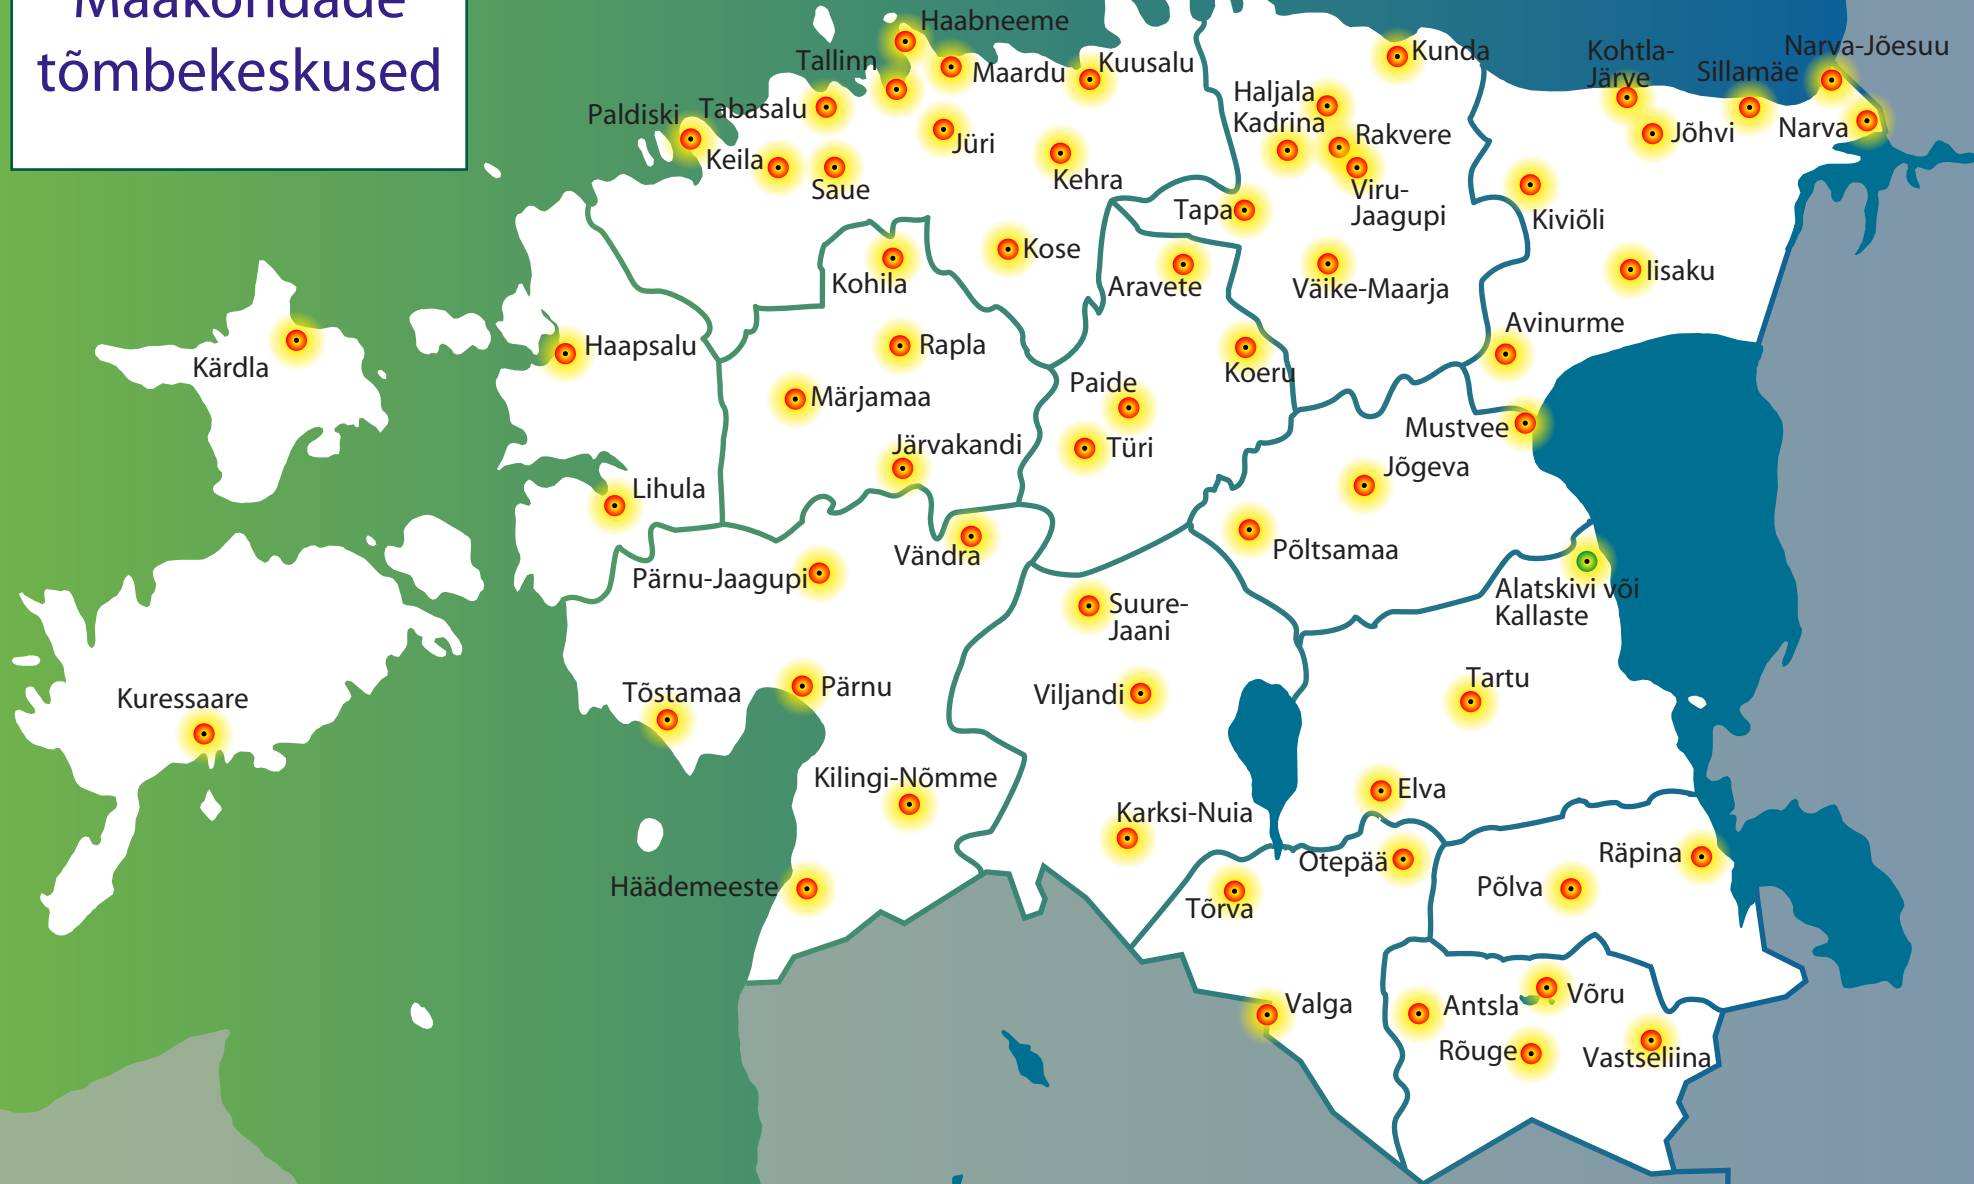 Maakondade
tõmbekeskused
Haabneeme
Tallinn
Maardu
Kuusalu
Paldiski
Tabasalu
Keila
Saue
Jüri
Kehra
Kose
Kunda
Haljala
Kadrina
Rakvere
Viru-
Jaagupi
Tapa
Väike-Maarja
Kohtla-
Järve
Sillamäe
Narva-Jõesuu
Narva
Jõhvi
Kiviõli
Iisaku
Avinurme
Kohila
Rapla
Märjamaa
Järvakandi
Aravete
Koeru
Paide
Türi
Kärdla
Haapsalu
Lihula
Mustvee
Jõgeva
Põltsamaa
Alatskivi või
Kallaste
Vändra
Pärnu-Jaagupi
Suure-
Jaani
Viljandi
Kuressaare
Tõstamaa
Pärnu
Kilingi-Nõmme
Häädemeeste
Karksi-Nuia
Tartu
Elva
Otepää
Tõrva
Valga
Räpina
Põlva
Antsla
Võru
Rõuge
Vastseliina